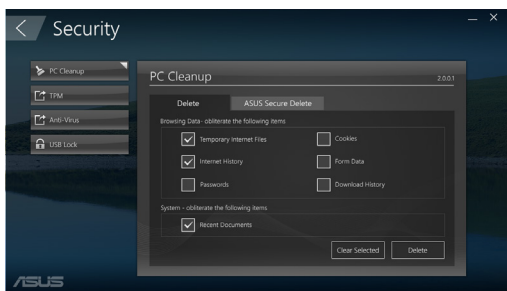 Security
PC Cleanup
TPM
Anti-Virus
USB Lock
PC Cleanup 2.0.0.1
Delete ASUS Secure Delete
Browsing Data- obliterate the following items
Temporary Internet Files Cookies
Internet History Form Data
Passwords Download History
System - obliterate the following items
Recent Documents
Clear Selected Delete
ASUS